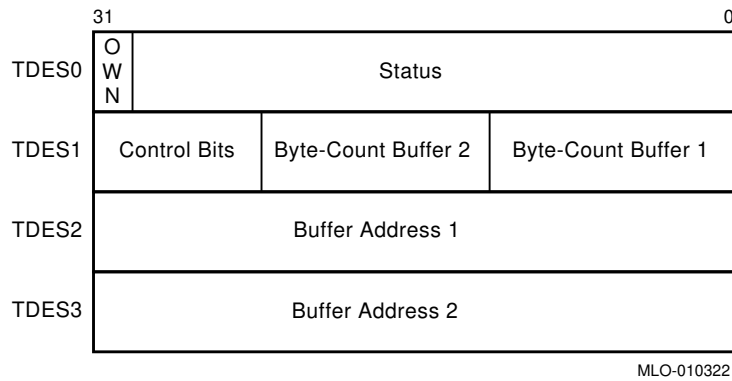 31 0
TDES0 OWN Status
TDES1 Control Bits Byte-Count Buffer 2 Byte-Count Buffer 1
TDES2 Buffer Address 1
TDES3 Buffer Address 2
MLO-010322